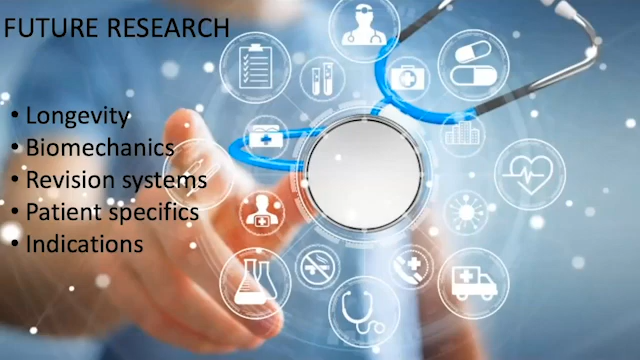 FUTURE RESEARCH
• Longevity
• Biomechanics
• Revision systems
• Patient specifics
• Indications